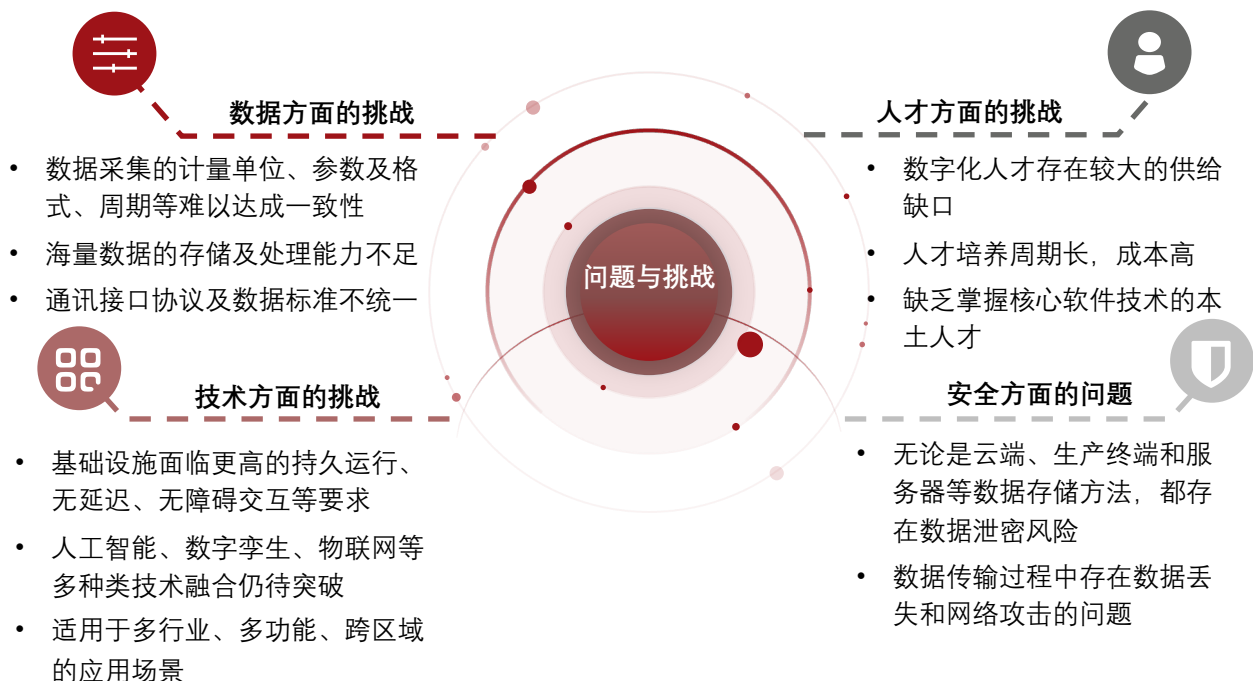 数据方面的挑战
• 数据采集的计量单位、参数及格
式、周期等难以达成一致性
• 海量数据的存储及处理能力不足
• 通讯接口协议及数据标准不统一
技术方面的挑战
• 基础设施面临更高的持久运行、
无延迟、无障碍交互等要求
• 人工智能、数字孪生、物联网等
多种类技术融合仍待突破
• 适用于多行业、多功能、跨区域
的应用场景
问题与挑战
人才方面的挑战
• 数字化人才存在较大的供给
缺口
• 人才培养周期长，成本高
• 缺乏掌握核心软件技术的本
土人才
安全方面的问题
• 无论是云端、生产终端和服
务器等数据存储方法，都存
在数据泄密风险
• 数据传输过程中存在数据丢
失和网络攻击的问题